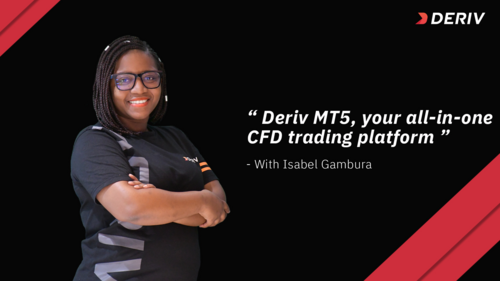 DERIV
“ Deriv MT5, your all-in-one
CFD trading platform ”
- With Isabel Gambura